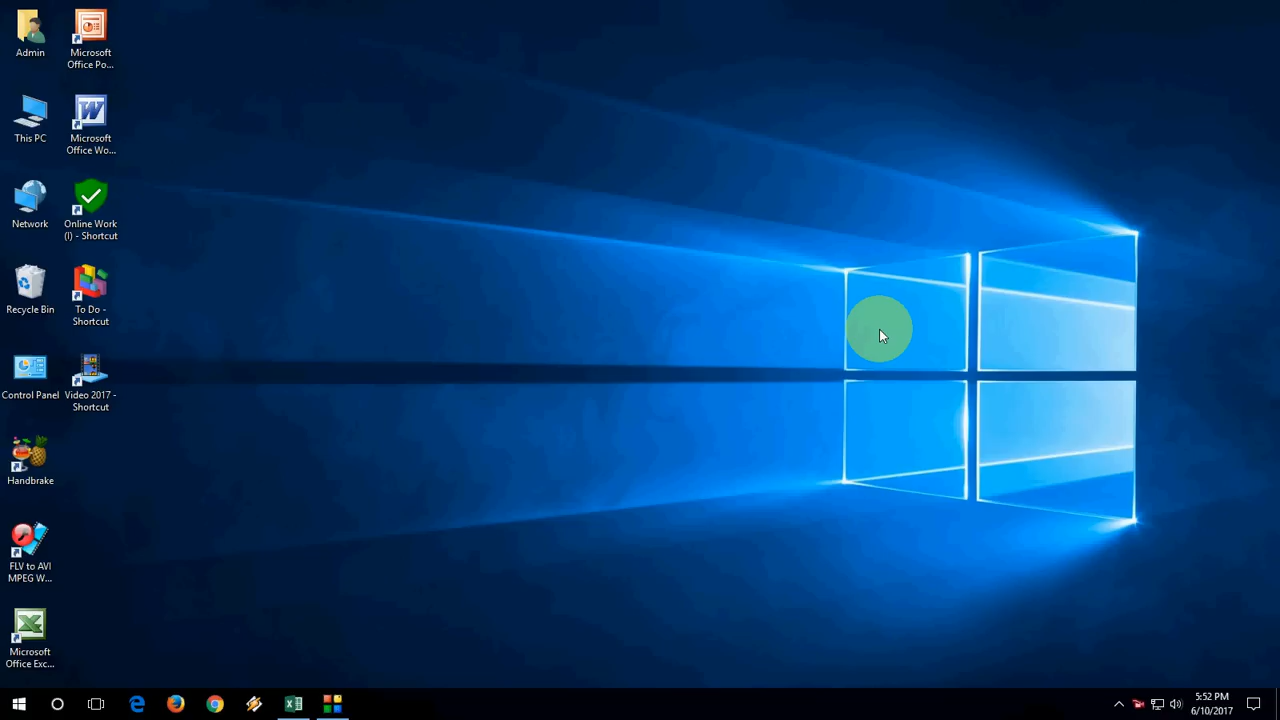 Admin
Microsoft
Office Po...
This PC
Microsoft
Office Wo...
Network
Online Work
(I) - Shortcut
Recycle Bin
To Do -
Shortcut
Control Panel
Video 2017 -
Shortcut
Handbrake
FLV to AVI
MPEG W...
Microsoft
Office Exc...
5:52 PM
6/10/2017